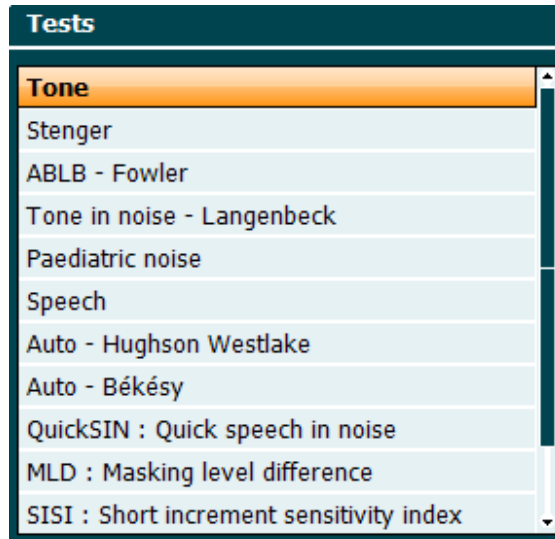 Tests
Tone
Stenger
ABLB - Fowler
Tone in noise - Langenbeck
Paediatric noise
Speech
Auto - Hughson Westlake
Auto - Békésy
QuickSIN : Quick speech in noise
MLD : Masking level difference
SISI : Short increment sensitivity index